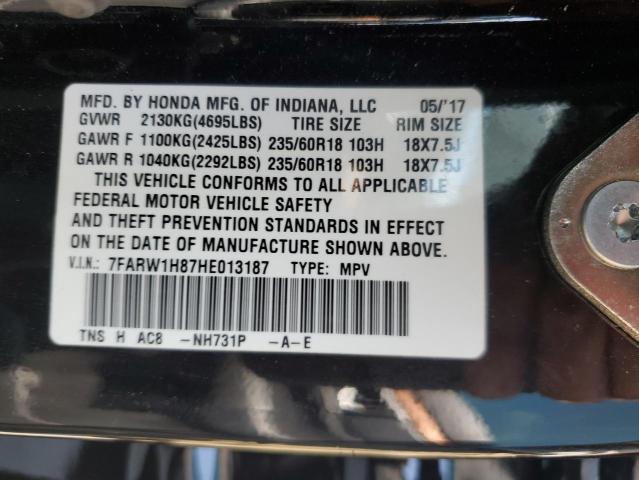 MFD. BY HONDA MFG. OF INDIANA, LLC 05/'17
GVWR 2130KG(4695LBS) TIRE SIZE RIM SIZE
GAWR F 1100KG(2425LBS) 235/60R18 103H 18X7.5J
GAWR R 1040KG(2292LBS) 235/60R18 103H 18X7.5J
THIS VEHICLE CONFORMS TO ALL APPLICABLE
FEDERAL MOTOR VEHICLE SAFETY
AND THEFT PREVENTION STANDARDS IN EFFECT
ON THE DATE OF MANUFACTURE SHOWN ABOVE.
V.I.N.: 7FARW1H87HE013187 TYPE: MPV
TNS H AC8 -NH731P -A-E